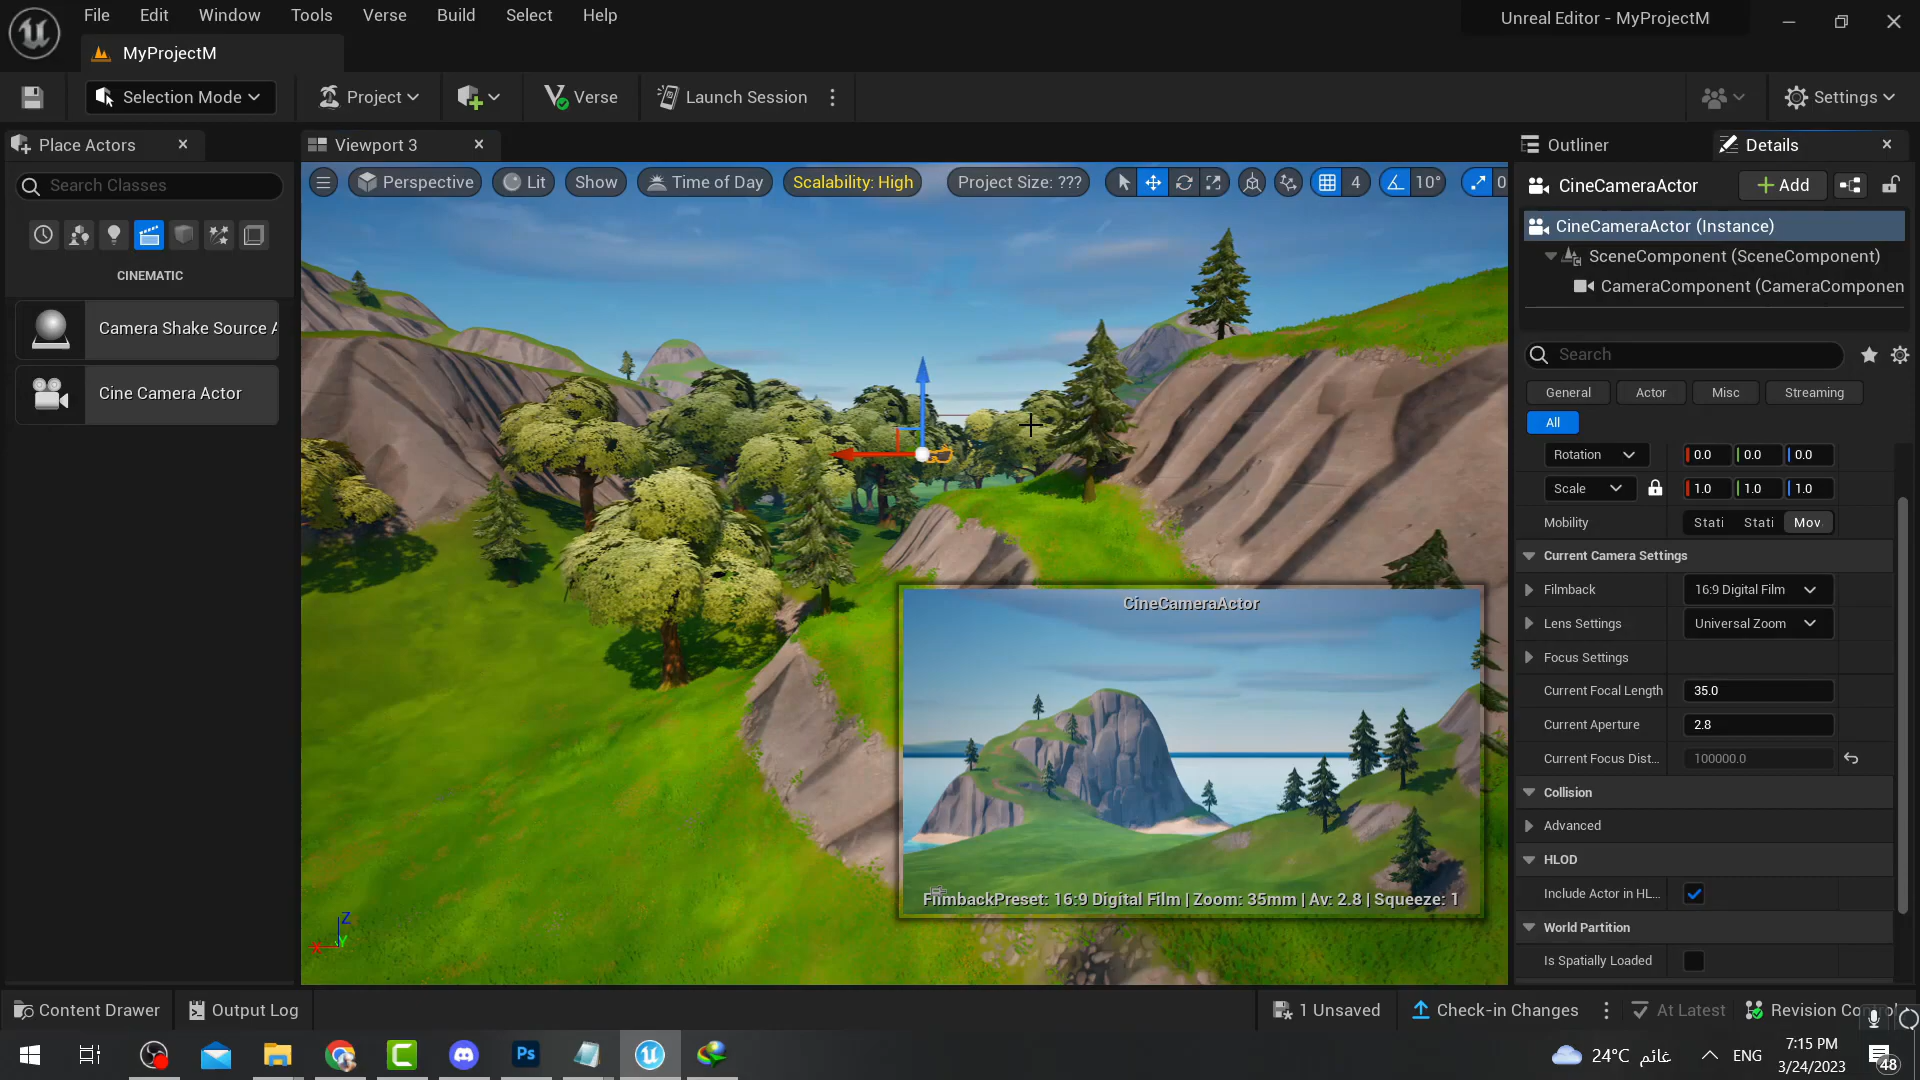 File Edit Window Tools Verse Build Select Help
Unreal Editor - MyProjectM
MyProjectM
Selection Mode Project Verse Launch Session Settings
Place Actors
Viewport 3
Outliner Details
Search Classes
Perspective Lit Show Time of Day Scalability: High Project Size: ??? 4 10° 0
CineCameraActor Add
CineCameraActor (Instance)
SceneComponent (SceneComponent)
CameraComponent (CameraComponen
CINEMATIC
Camera Shake Source A
Cine Camera Actor
Search
General Actor Misc Streaming
All
Rotation 0.0 0.0 0.0
Scale 1.0 1.0 1.0
Mobility Stati Stati Mov
Current Camera Settings
Filmback 16:9 Digital Film
Lens Settings Universal Zoom
Focus Settings
Current Focal Length 35.0
Current Aperture 2.8
Current Focus Dist... 100000.0
Collision
Advanced
HLOD
Include Actor in HL...
World Partition
Is Spatially Loaded
CineCameraActor
FilmbackPreset: 16:9 Digital Film | Zoom: 35mm | Av: 2.8 | Squeeze: 1
Z
X Y
Content Drawer Output Log 1 Unsaved Check-in Changes At Latest Revision Contro
Ps 24°C غائم ENG 7:15 PM
3/24/2023
48